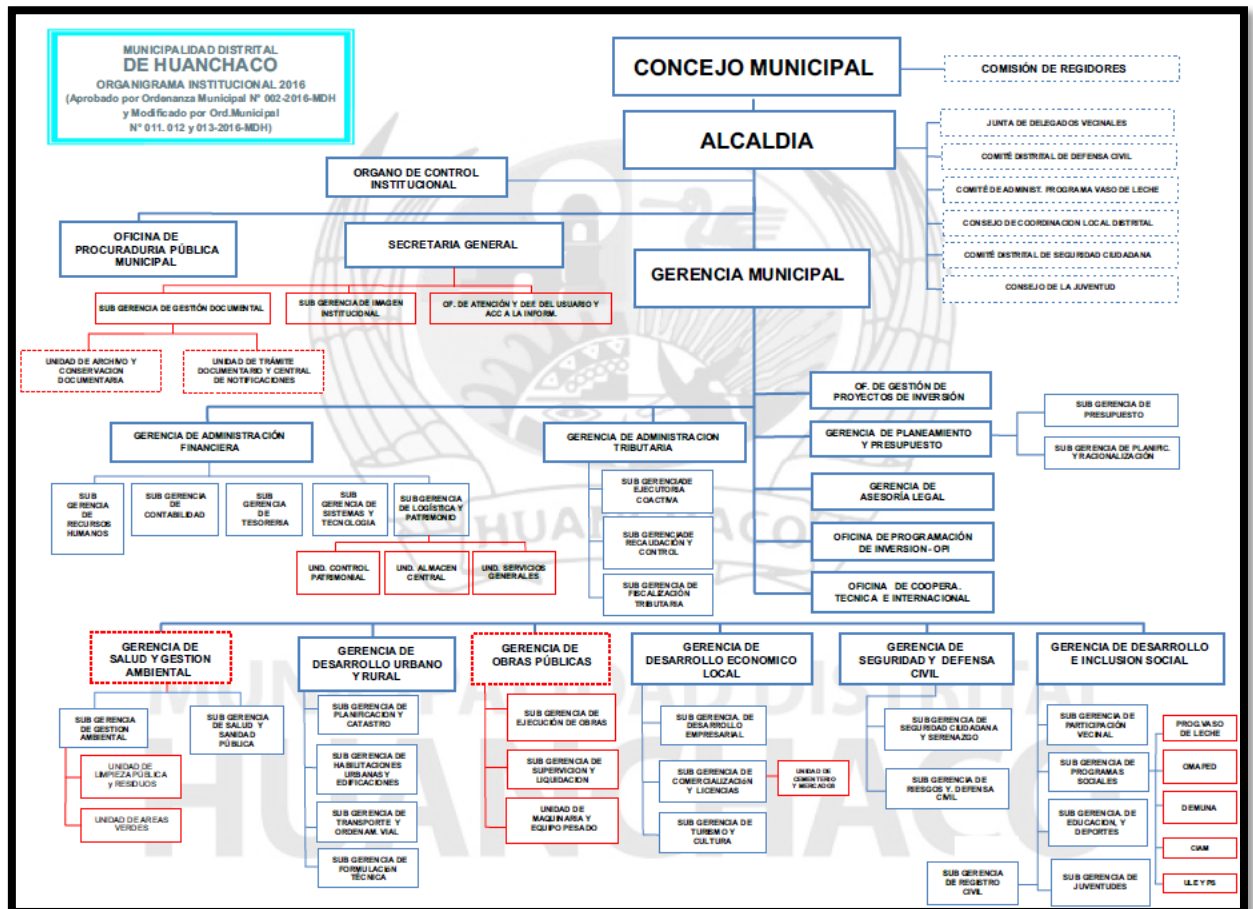 MUNICIPALIDAD DISTRITAL
DE HUANCHACO
ORGANIGRAMA INSTITUCIONAL 2016
(Aprobado por Ordenanza Municipal N° 002-2016-MDH
y Modificado por Ord.Municipal
N° 011. 012 y 013-2016-MDH)
CONCEJO MUNICIPAL
COMISIÓN DE REGIDORES
ALCALDIA
JUNTA DE DELEGADOS VECINALES
COMITÉ DISTRITAL DE DEFENSA CIVIL
COMITÉ DE ADMINIST. PROGRAMA VASO DE LECHE
CONSEJO DE COORDINACION LOCAL DISTRITAL
COMITÉ DISTRITAL DE SEGURIDAD CIUDADANA
CONSEJO DE LA JUVENTUD
ORGANO DE CONTROL
INSTITUCIONAL
OFICINA DE
PROCURADURIA PÚBLICA
MUNICIPAL
SECRETARIA GENERAL
GERENCIA MUNICIPAL
SUB GERENCIA DE GESTIÓN DOCUMENTAL
SUB GERENCIA DE IMAGEN
INSTITUCIONAL
OF. DE ATENCIÓN Y DEF. DEL USUARIO Y
ACC A LA INFORM.
UNIDAD DE ARCHIVO Y
CONSERVACION
DOCUMENTARIA
UNIDAD DE TRÁMITE
DOCUMENTARIO Y CENTRAL
DE NOTIFICACIONES
OF. DE GESTIÓN DE
PROYECTOS DE INVERSIÓN
GERENCIA DE PLANEAMIENTO
Y PRESUPUESTO
SUB GERENCIA DE
PRESUPUESTO
SUB GERENCIA DE PLANIFIC.
Y RACIONALIZACIÓN
GERENCIA DE
ASESORÍA LEGAL
OFICINA DE PROGRAMACIÓN
DE INVERSION - OPI
OFICINA DE COOPERA.
TECNICA E INTERNACIONAL
GERENCIA DE ADMINISTRACIÓN
FINANCIERA
SUB
GERENCIA
DE
RECURSOS
HUMANOS
SUB GERENCIA
DE
CONTABILIDAD
SUB
GERENCIA
DE
TESORERIA
SUB
GERENCIA DE
SISTEMAS Y
TECNOLOGIA
SUB GERENCIA
DE LOGÍSTICA Y
PATRIMONIO
UND. CONTROL
PATRIMONIAL
UND. ALMACEN
CENTRAL
UND. SERVICIOS
GENERALES
GERENCIA DE ADMINISTRACION
TRIBUTARIA
SUB GERENCIADE
EJECUTORIA
COACTIVA
SUB GERENCIADE
RECAUDACIÓN Y
CONTROL
SUB GERENCIA DE
FISCALIZACIÓN
TRIBUTARIA
HUANCHACO
GERENCIA DE
SALUD Y GESTION
AMBIENTAL
SUB GERENCIA
DE GESTION
AMBIENTAL
SUB GERENCIA
DE SALUD Y
SANIDAD
PÚBLICA
UNIDAD DE
LIMPIEZA PÚBLICA
y RESIDUOS
UNIDAD DE AREAS
VERDES
GERENCIA DE
DESARROLLO URBANO
Y RURAL
SUB GERENCIA DE
PLANIFICACION Y
CATASTRO
SUB GERENCIA DE
HABILITACIONES
URBANAS Y
EDIFICACIONES
SUB GERENCIA DE
TRANSPORTE Y
ORDENAM. VIAL
SUB GERENCIA DE
FORMULACIÓN
TÉCNICA
GERENCIA DE
OBRAS PÚBLICAS
SUB GERENCIA DE
EJECUCIÓN DE OBRAS
SUB GERENCIA DE
SUPERVICION Y
LIQUIDACION
UNIDAD DE
MAQUINARIA Y
EQUIPO PESADO
GERENCIA DE
DESARROLLO ECONOMICO
LOCAL
SUB GERENCIA. DE
DESARROLLO
EMPRESARIAL
SUB GERENCIA DE
COMERCIALIZACIÓN
Y LICENCIAS
UNIDAD DE
CEMENTERIO
Y MERCADOS
SUB GERENCIA DE
TURISMO Y
CULTURA
GERENCIA DE
SEGURIDAD Y DEFENSA
CIVIL
SUB GERENCIA DE
SEGURIDAD CIUDADANA
Y SERENAZGO
SUB GERENCIA DE
RIESGOS Y. DEFENSA
CIVIL
GERENCIA DE DESARROLLO
E INCLUSION SOCIAL
SUB GERENCIA DE
PARTICIPACIÓN
VECINAL
SUB GERENCIA DE
PROGRAMAS
SOCIALES
SUB GERENCIA. DE
EDUCACION, Y
DEPORTES
SUB GERENCIA DE
JUVENTUDES
SUB GERENCIA
DE REGISTRO
CIVIL
PROG.VASO
DE LECHE
OMAPED
DEMUNA
CIAM
ULE Y PS
MUNICIPALIDAD DISTRITAL
HUANCHACO